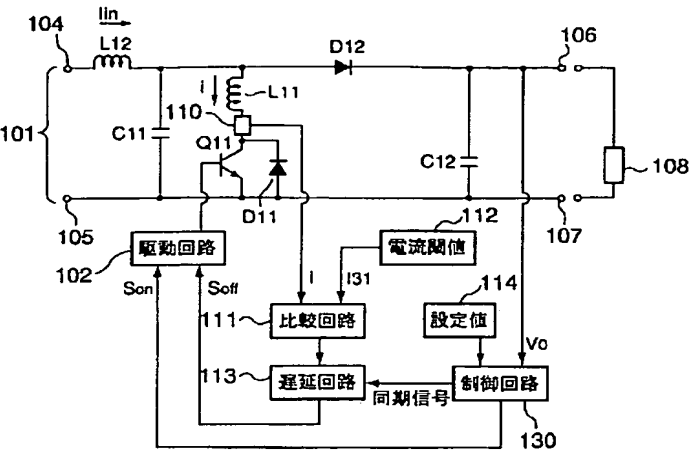 Iin
104
L12
D12
106
i
L11
110
101
C11
Q11
C12
108
D11
105
107
112
駆動回路
電流閾値
102
Son
Soff
i
I31
114
111
比較回路
設定値
Vo
113
遅延回路
同期信号
制御回路
130